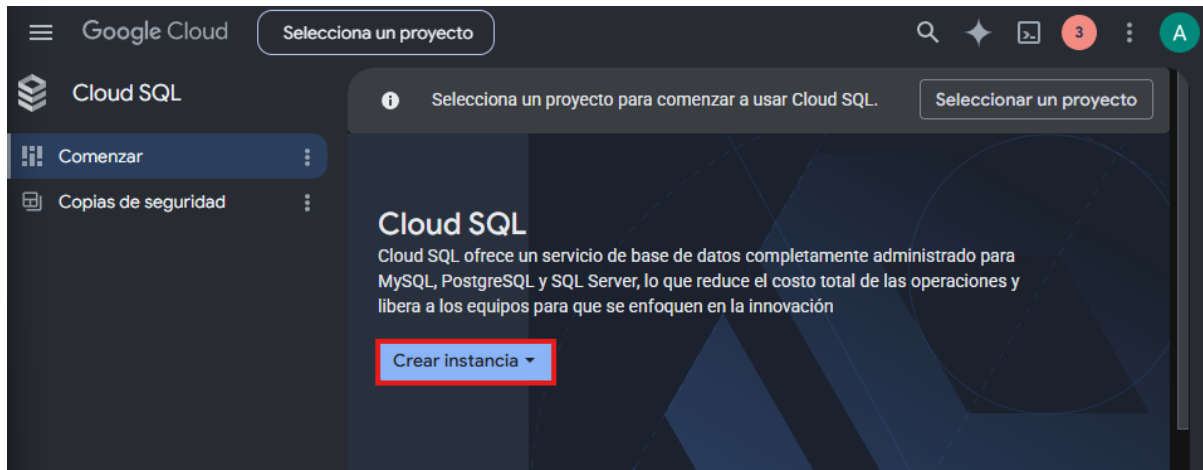 Google Cloud
Selecciona un proyecto
3
A
Cloud SQL
Selecciona un proyecto para comenzar a usar Cloud SQL.
Seleccionar un proyecto
Comenzar
Copias de seguridad
Cloud SQL
Cloud SQL ofrece un servicio de base de datos completamente administrado para
MySQL, PostgreSQL y SQL Server, lo que reduce el costo total de las operaciones y
libera a los equipos para que se enfoquen en la innovación
Crear instancia